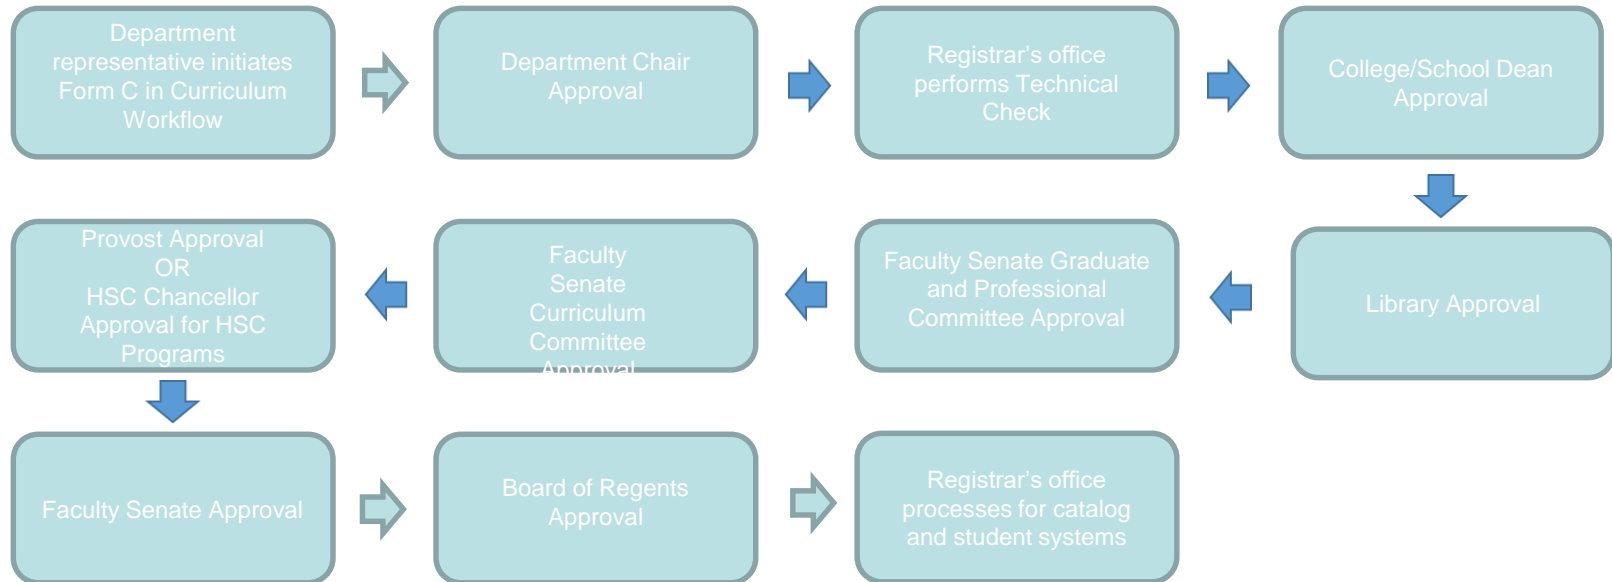 Department
representative initiates
Form C in Curriculum
Workflow
Department Chair
Approval
Registrar’s office
performs Technical
Check
College/School Dean
Approval
Provost Approval
OR
HSC Chancellor
Approval for HSC
Programs
Faculty
Senate
Curriculum
Committee
Approval
Faculty Senate Graduate
and Professional
Committee Approval
Library Approval
Faculty Senate Approval
Board of Regents
Approval
Registrar’s office
processes for catalog
and student systems